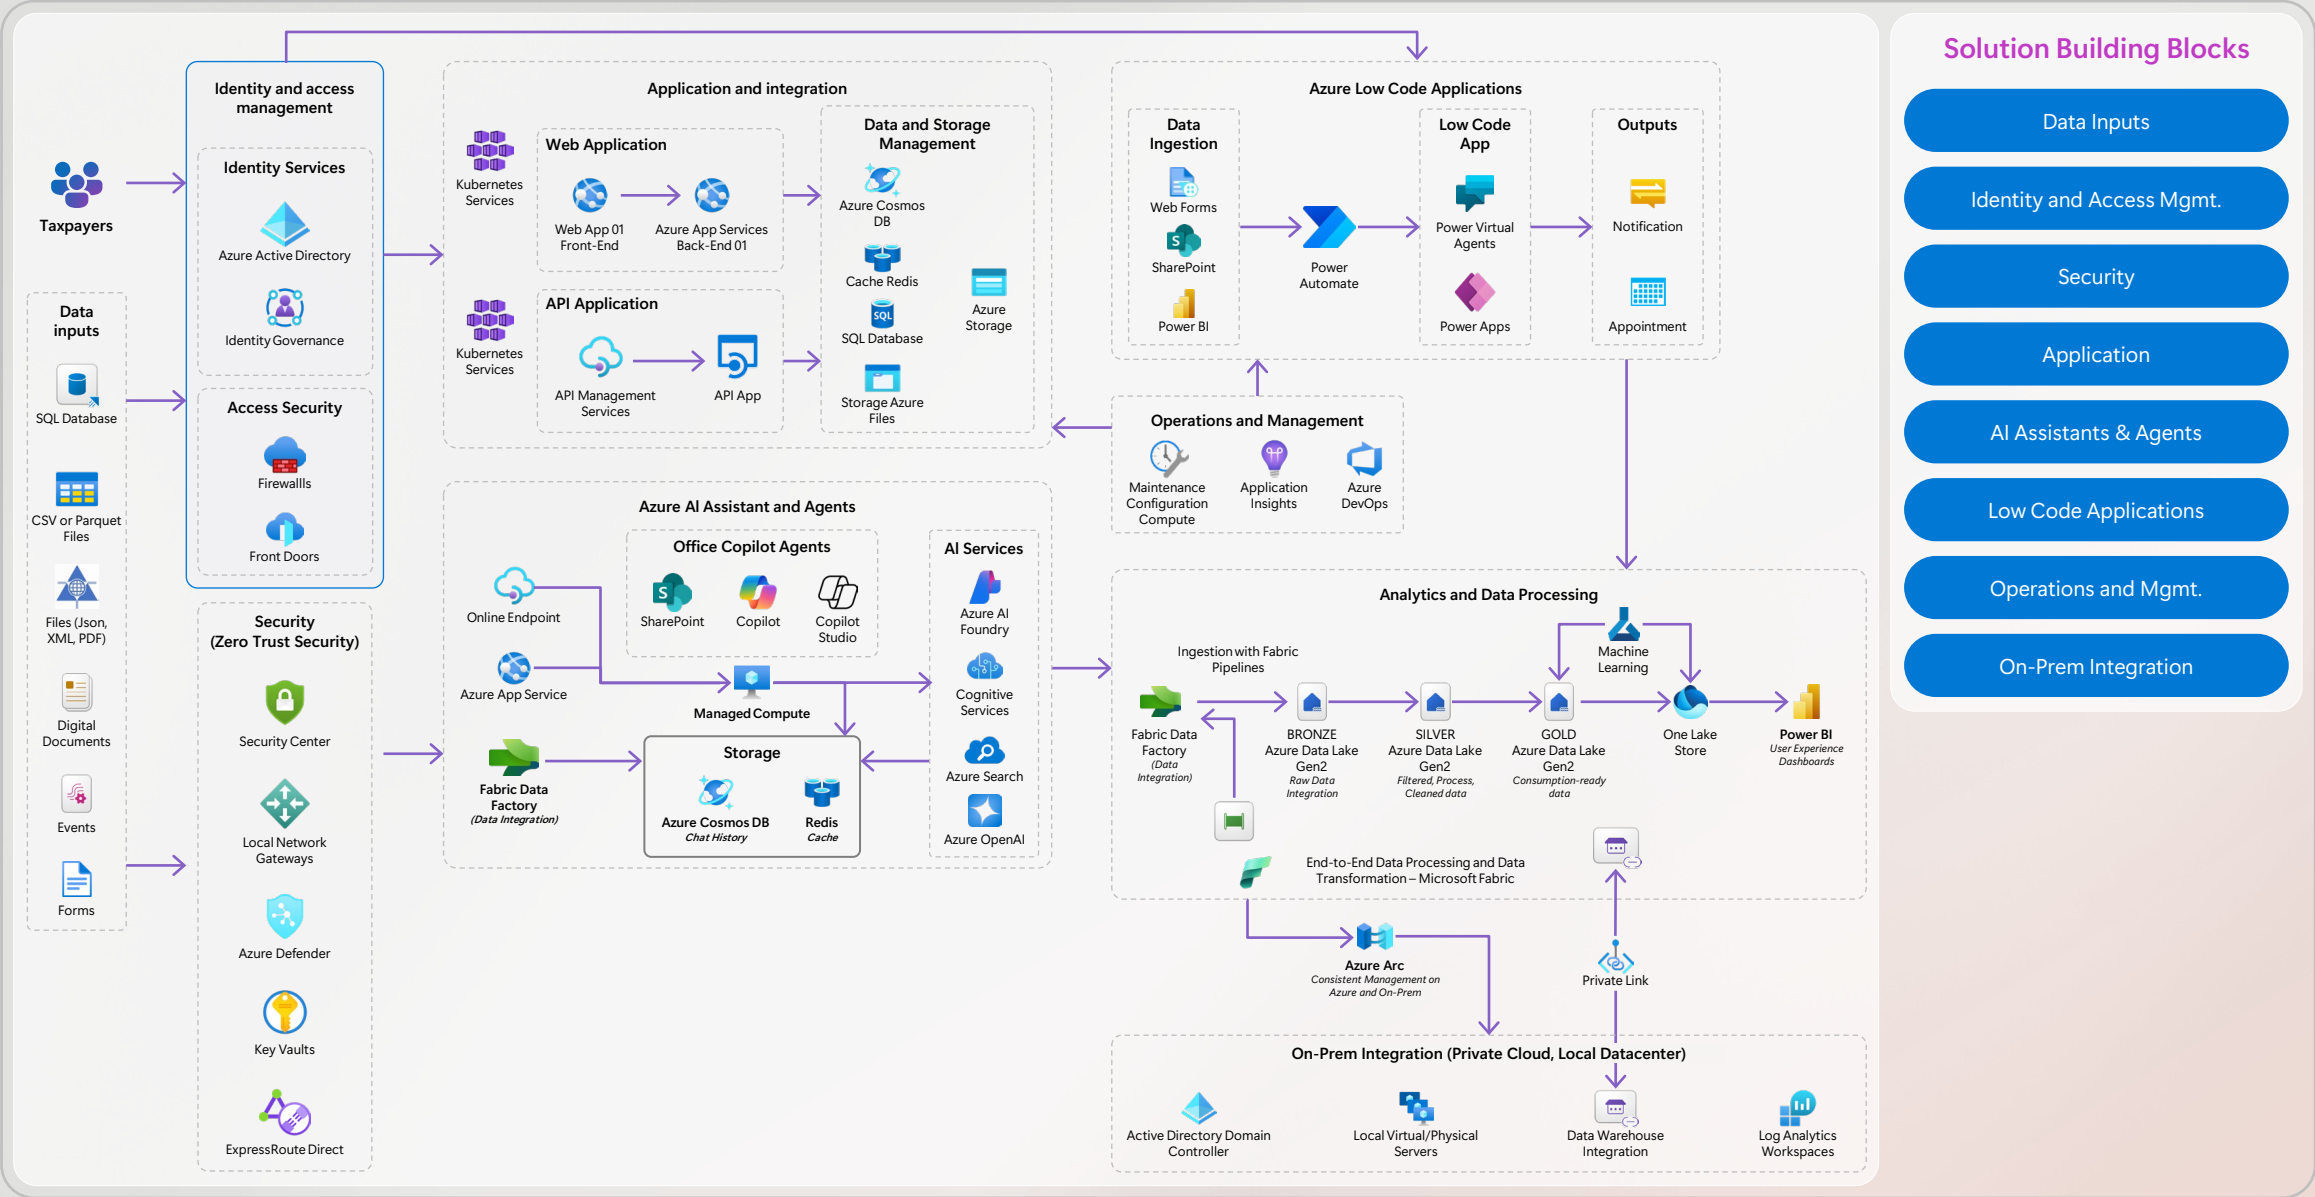 Taxpayers
Data
inputs
SQL Database
CSV or Parquet
Files
Files (Json,
XML, PDF)
Digital
Documents
Events
Forms
Identity and access
management
Identity Services
Azure Active Directory
Identity Governance
Access Security
Firewallls
Front Doors
Security
(Zero Trust Security)
Security Center
Local Network
Gateways
Azure Defender
Key Vaults
ExpressRoute Direct
Application and integration
Kubernetes
Services
Web Application
Web App 01
Front-End
Azure App Services
Back-End 01
Kubernetes
Services
API Application
API Management
Services
API App
Data and Storage
Management
Azure Cosmos
DB
Cache Redis
SQL
SQL Database
Storage Azure
Files
Azure
Storage
Azure AI Assistant and Agents
Online Endpoint
Azure App Service
Fabric Data
Factory
(Data Integration)
Office Copilot Agents
S
SharePoint
Copilot
Copilot
Studio
Managed Compute
Storage
Azure Cosmos DB
Chat History
Redis
Cache
AI Services
Azure AI
Foundry
Cognitive
Services
Azure Search
Azure OpenAI
Azure Low Code Applications
Data
Ingestion
Web Forms
S
SharePoint
Power BI
Power
Automate
Low Code
App
Power Virtual
Agents
Power Apps
Outputs
Notification
Appointment
Operations and Management
Maintenance
Configuration
Compute
Application
Insights
Azure
DevOps
Analytics and Data Processing
Ingestion with Fabric
Pipelines
Machine
Learning
Fabric Data
Factory
(Data
Integration)
BRONZE
Azure Data Lake
Gen2
Raw Data
Integration
SILVER
Azure Data Lake
Gen2
Filtered, Process,
Cleaned data
GOLD
Azure Data Lake
Gen2
Consumption-ready
data
One Lake
Store
Power BI
User Experience
Dashboards
End-to-End Data Processing and Data
Transformation – Microsoft Fabric
Azure Arc
Consistent Management on
Azure and On-Prem
Private Link
On-Prem Integration (Private Cloud, Local Datacenter)
Active Directory Domain
Controller
Local Virtual/Physical
Servers
Data Warehouse
Integration
Log Analytics
Workspaces
Solution Building Blocks
Data Inputs
Identity and Access Mgmt.
Security
Application
AI Assistants & Agents
Low Code Applications
Operations and Mgmt.
On-Prem Integration